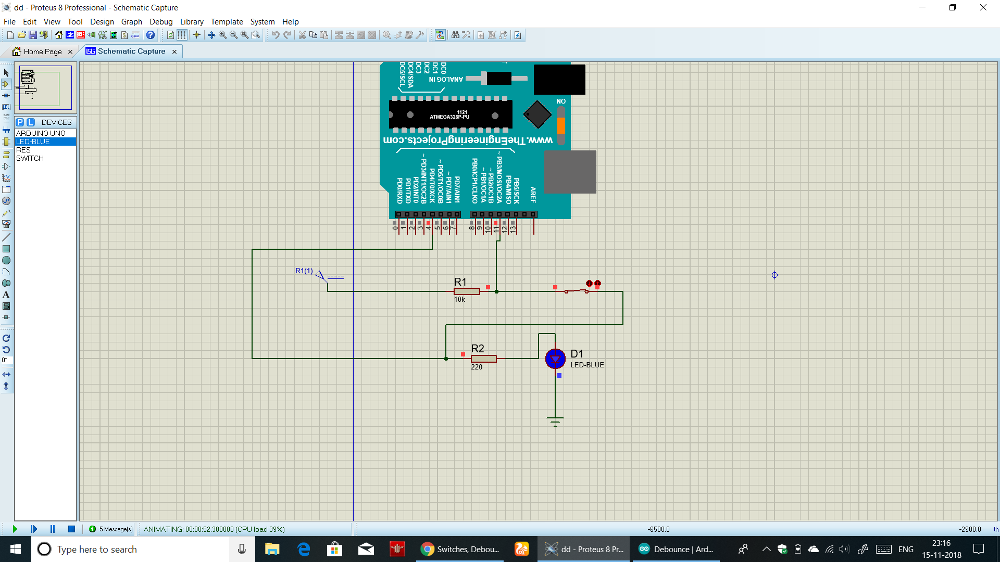 dd - Proteus 8 Professional - Schematic Capture
File Edit View Tool Design Graph Debug Library Template System Help
Home Page
Schematic Capture
P L DEVICES
ARDUINO UNO
LED-BLUE
RES
SWITCH
LBL
A
S
0°
DC5/SCL
DC4/SDA
DC3
DC2
DC1
DC0
ANALOG IN
ON
1121
ATMEGA328P-PU
www.TheEngineeringProjects.com
PD0/RXD
PD1/TXD
PD2/INT0
~ PD3/INT1/OC2B
PD4/T0/XCK
~ PD5/T1/OC0B
~ PD7/AIN1
PD7/AIN1
PB0/ICP1/CLKO
~ PB1/OC1A
~ PB2/OC1B
~ PB3/MOSI/OC2A
PB4/MISO
PB5/SCK
AREF
0 1 2 3 4 5 6 7 8 9 10 11 12 13
R1(1)
R1
10k
R2
220
D1
LED-BLUE
5 Message(s)
ANIMATING: 00:00:52.300000 (CPU load 39%)
-6500.0
-2900.0
th
Type here to search
Switches, Debou...
dd - Proteus 8 Pr...
Debounce | Ard...
ENG
23:16
15-11-2018